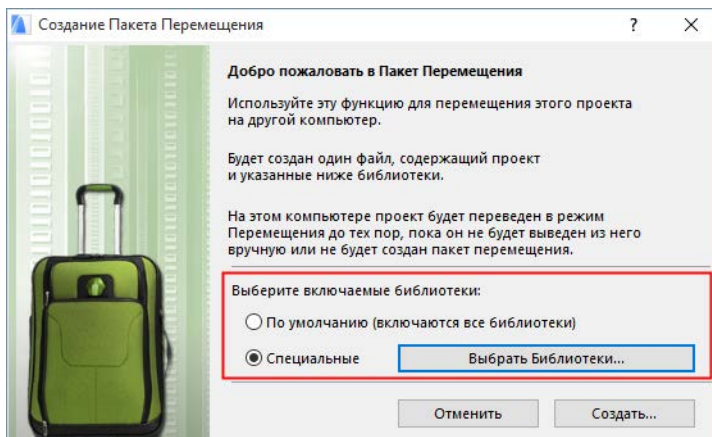 Создание Пакета Перемещения
?
Добро пожаловать в Пакет Перемещения
Используйте эту функцию для перемещения этого проекта
на другой компьютер.
Будет создан один файл, содержащий проект
и указанные ниже библиотеки.
На этом компьютере проект будет переведен в режим
Перемещения до тех пор, пока он не будет выведен из него
вручную или не будет создан пакет перемещения.
Выберите включаемые библиотеки:
По умолчанию (включаются все библиотеки)
Специальные Выбрать Библиотеки...
Отменить Создать...